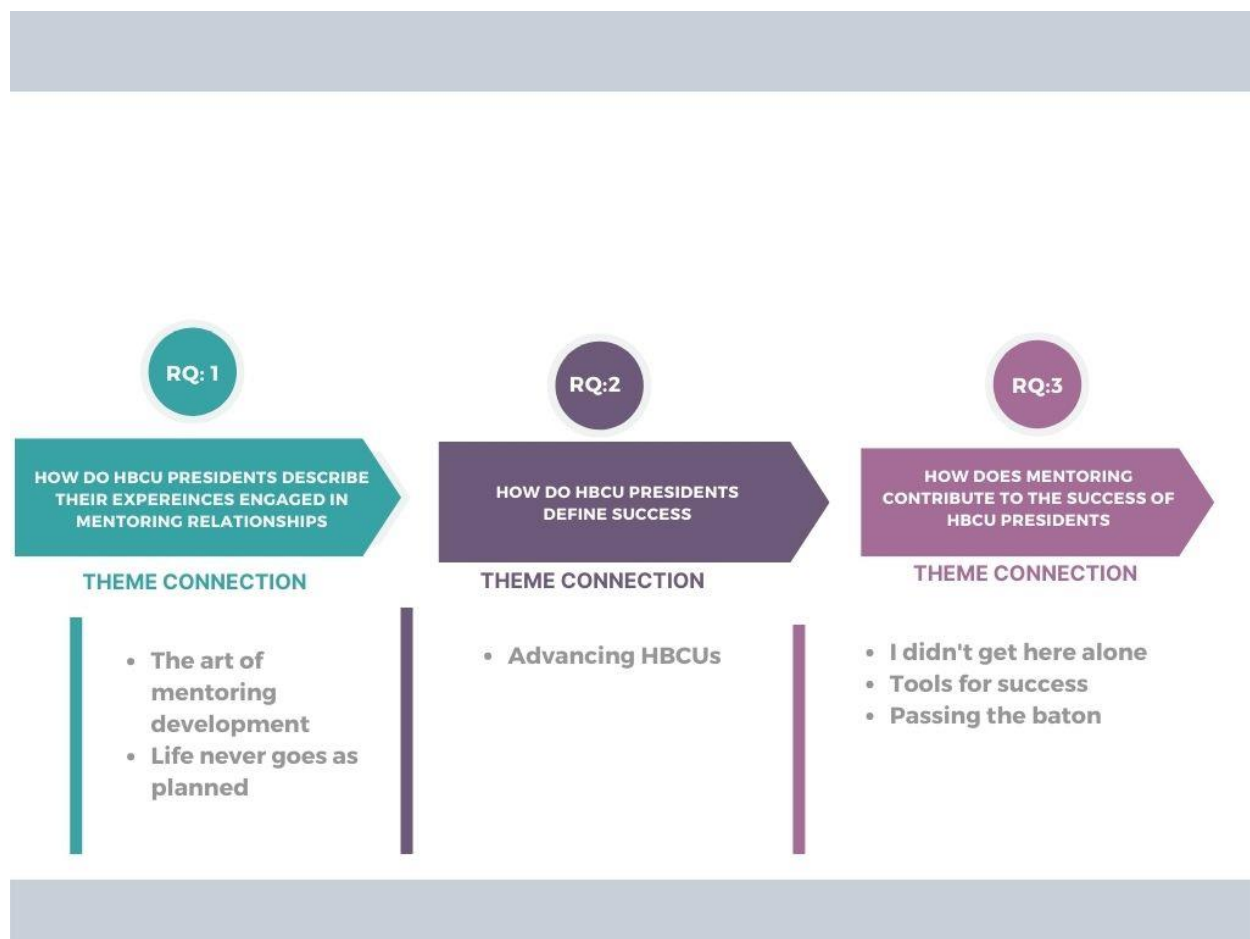 RQ: 1
HOW DO HBCU PRESIDENTS DESCRIBE
THEIR EXPEREINCES ENGAGED IN
MENTORING RELATIONSHIPS
THEME CONNECTION
• The art of
mentoring
development
• Life never goes as
planned
RQ:2
HOW DO HBCU PRESIDENTS
DEFINE SUCCESS
THEME CONNECTION
• Advancing HBCUs
RQ:3
HOW DOES MENTORING
CONTRIBUTE TO THE SUCCESS OF
HBCU PRESIDENTS
THEME CONNECTION
• I didn't get here alone
• Tools for success
• Passing the baton